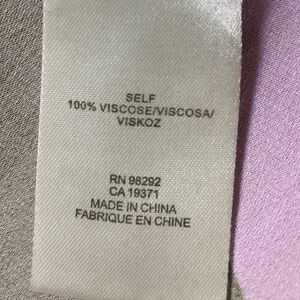 SELF
100% VISCOSE/VISCOSA/
VISKOZ
RN 98292
CA 19371
MADE IN CHINA
FABRIQUE EN CHINE